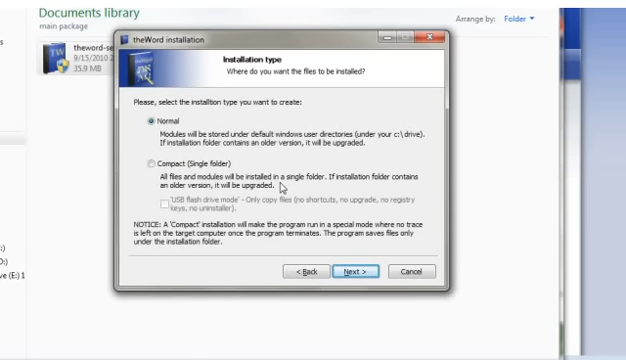 Documents library
main package
Arrange by: Folder
theword-se
9/15/2010 2
35.9 MB
theWord installation
Installation type
Where do you want the files to be installed?
Please, select the installtion type you want to create:
Normal
Modules will be stored under default windows user directories (under your c:\drive).
If installation folder contains an older version, it will be upgraded.
Compact (Single folder)
All files and modules will be installed in a single folder. If installation folder contains
an older version, it will be upgraded.
'USB flash drive mode' - Only copy files (no shortcuts, no upgrade, no registry
keys, no uninstaller).
NOTICE: A 'Compact' installation will make the program run in a special mode where no trace
is left on the target computer once the program terminates. The program saves files only
under the installation folder.
< Back
Next >
Cancel
s
:)
D:)
ve (E:) 1